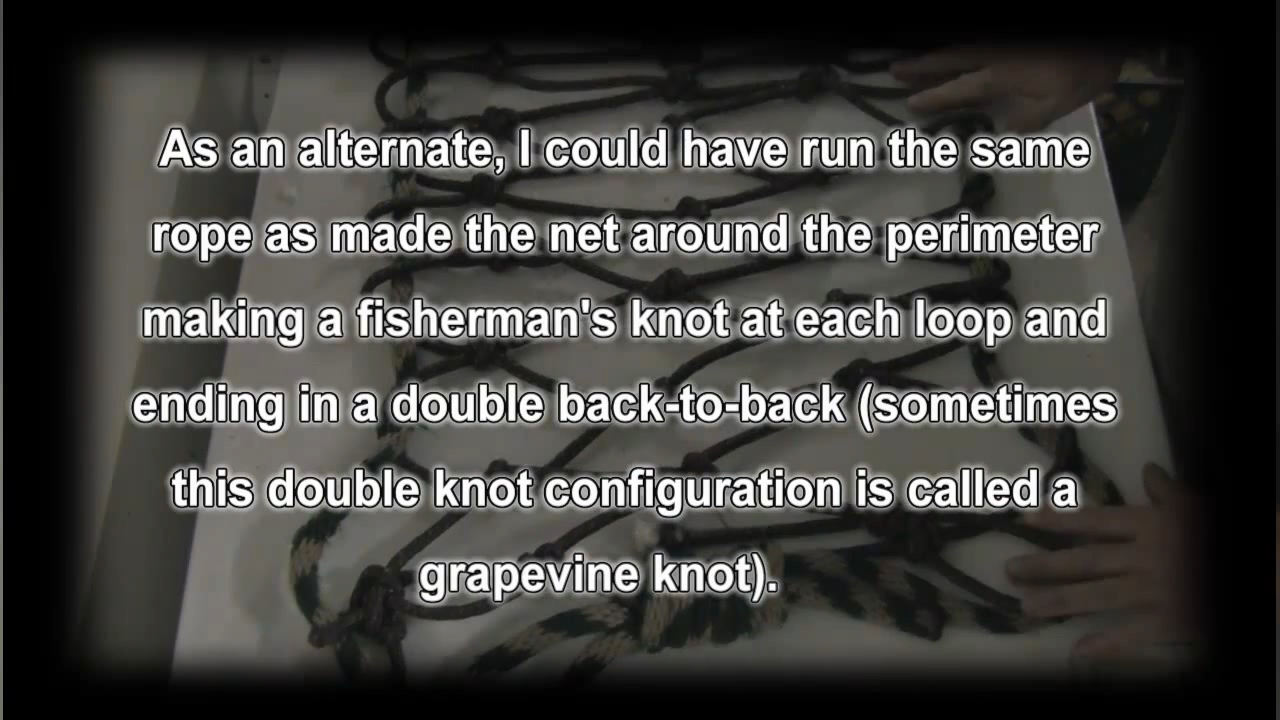 As an alternate, I could have run the same
rope as made the net around the perimeter
making a fisherman's knot at each loop and
ending in a double back-to-back (sometimes
this double knot configuration is called a
grapevine knot).